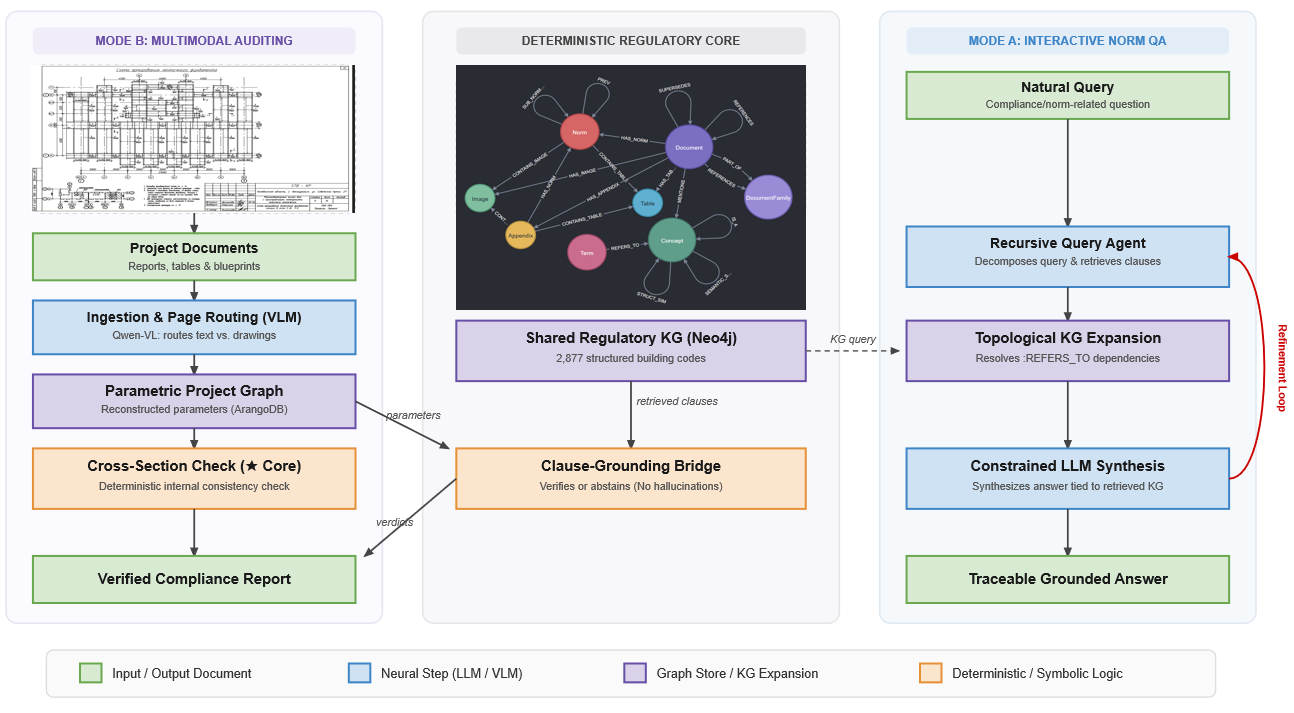 MODE B: MULTIMODAL AUDITING
Project Documents
Reports, tables & blueprints
Ingestion & Page Routing (VLM)
Qwen-VL: routes text vs. drawings
Parametric Project Graph
Reconstructed parameters (ArangoDB)
Cross-Section Check (★ Core)
Deterministic internal consistency check
Verified Compliance Report
parameters
verdicts
DETERMINISTIC REGULATORY CORE
PREV
SUB_NORM...
Norm
SUPERSEDES
REFERENCES
Document
HAS_NORM
CONTAINS_IMAGE
HAS_IMAGE
CONTAINS_TABLE
HAS_TAB...
PART_OF
REFERENCES
DocumentFamily
Image
HAS_NORM
HAS_APPENDIX
MENTIONS
Table
CONT...
Appendix
CONTAINS_TABLE
Term
REFERS_TO
Concept
IS_A
STRUCT_SIM
SEMANTIC_S...
Shared Regulatory KG (Neo4j)
2,877 structured building codes
retrieved clauses
Clause-Grounding Bridge
Verifies or abstains (No hallucinations)
KG query
MODE A: INTERACTIVE NORM QA
Natural Query
Compliance/norm-related question
Recursive Query Agent
Decomposes query & retrieves clauses
Topological KG Expansion
Resolves :REFERS_TO dependencies
Constrained LLM Synthesis
Synthesizes answer tied to retrieved KG
Traceable Grounded Answer
Refinement Loop
Input / Output Document
Neural Step (LLM / VLM)
Graph Store / KG Expansion
Deterministic / Symbolic Logic